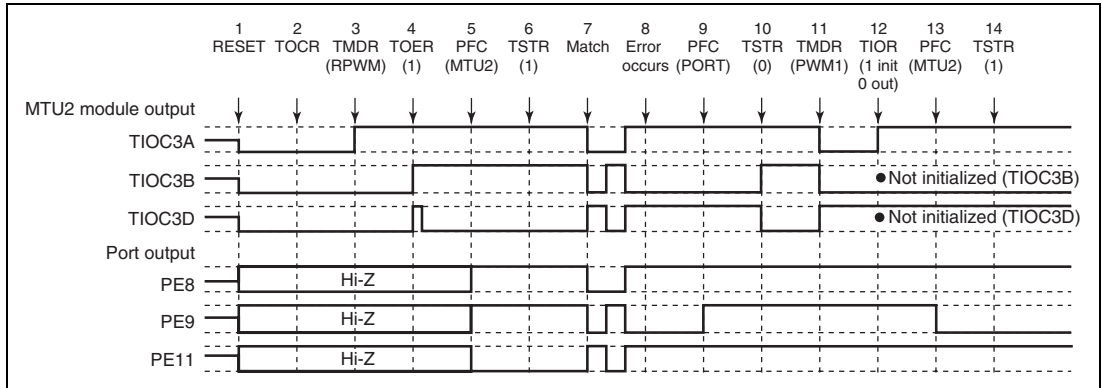 1 2 3 4 5 6 7 8 9 10 11 12 13 14
RESET TOCR TMDR TOER PFC TSTR Match Error PFC TSTR TMDR TIOR PFC TSTR
(RPWM) (1) (MTU2) (1) occurs (PORT) (0) (PWM1) (1 init (MTU2) (1)
0 out)
MTU2 module output
TIOC3A
TIOC3B ●Not initialized (TIOC3B)
TIOC3D ●Not initialized (TIOC3D)
Port output
PE8 Hi-Z
PE9 Hi-Z
PE11 Hi-Z